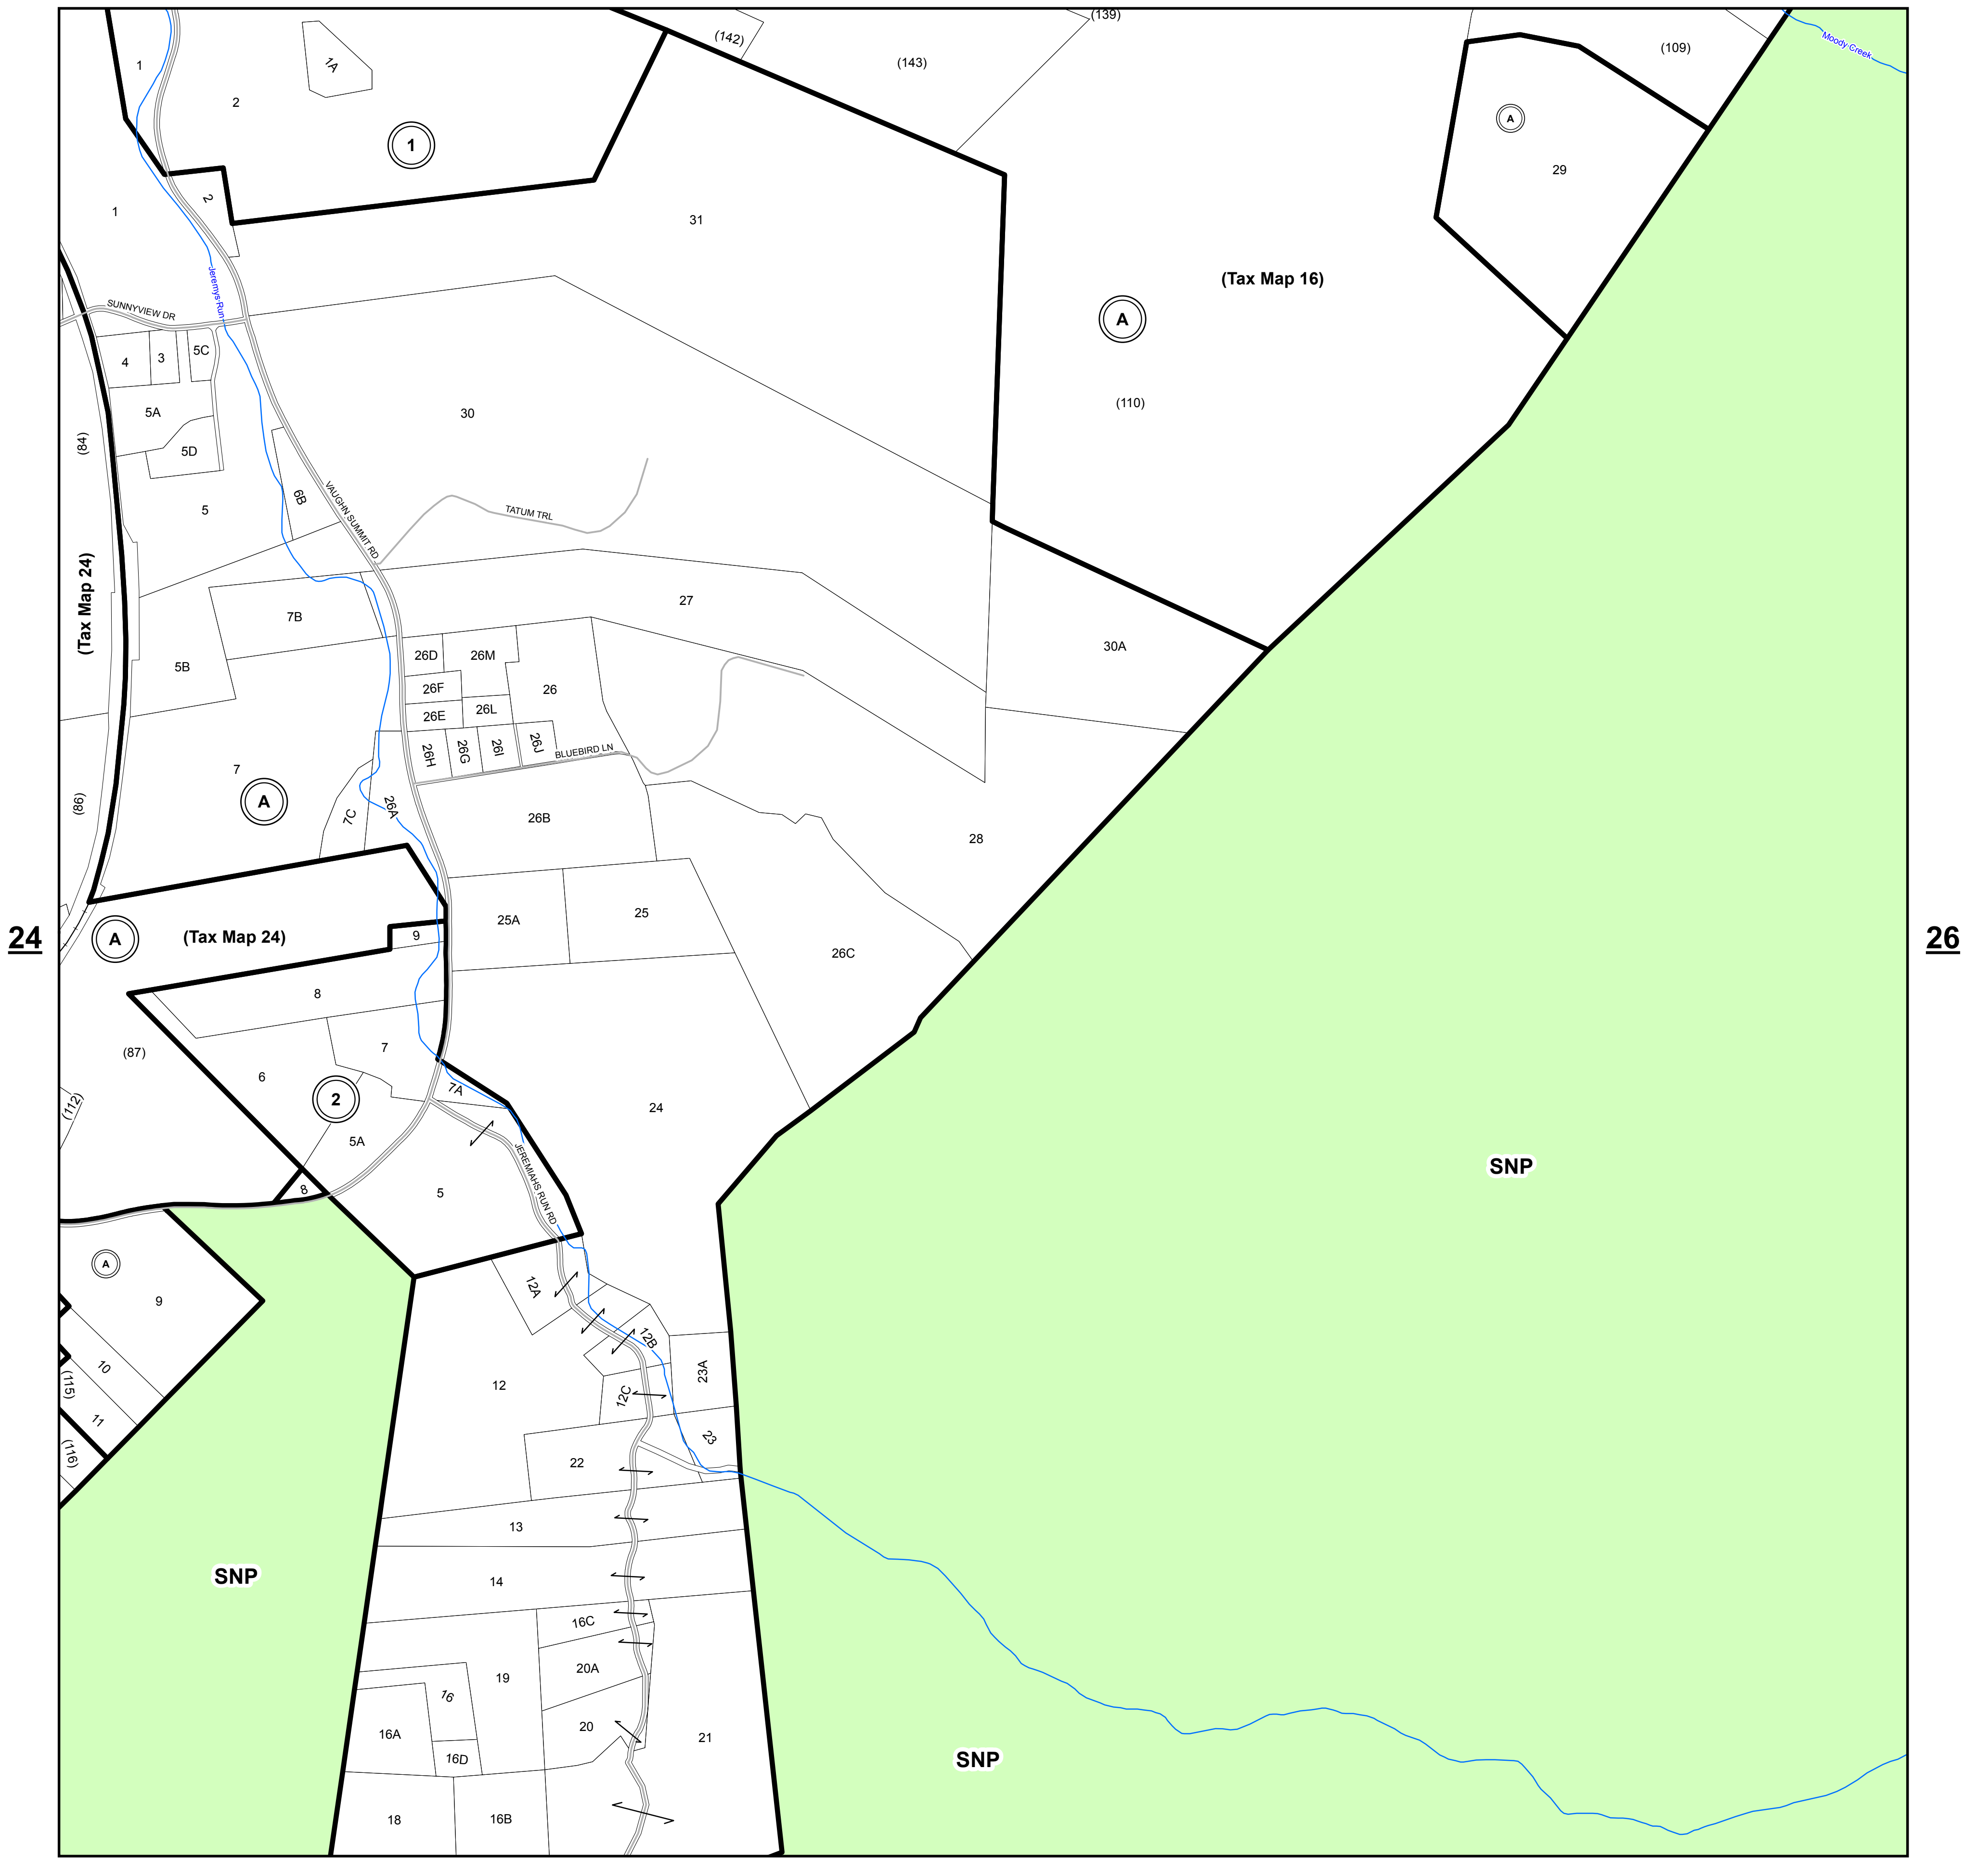 (139)
(142)
(143)
(109)
Moody Creek
1
1A
2
1
A
29
2
1
31
(Tax Map 16)
Jeremys Run
SUNNYVIEW DR
A
4
3
5C
(110)
5A
30
(84)
5D
6B
5
VAUGHN SUMMIT RD
TATUM TRL
(Tax Map 24)
27
7B
30A
5B
26D
26M
26F
26
26L
26E
26H
26G
26I
26J
BLUEBIRD LN
7
A
(86)
7C
26A
26B
28
24
A
(Tax Map 24)
9
25A
25
26C
26
8
(87)
7
6
2
7A
(112)
24
5A
SNP
JEREMIAHS RUN RD
8
5
A
9
12A
12B
10
23A
(115)
12
12C
11
23
(116)
22
13
SNP
14
16C
20A
19
16
20
16A
21
16D
SNP
18
16B